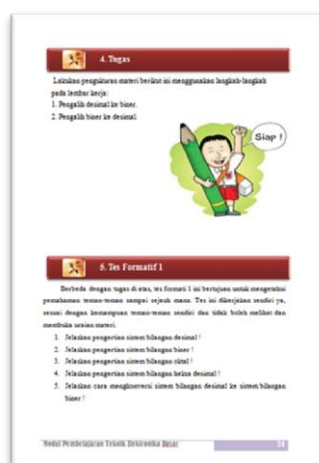 4. Tugas
Lakukan pengukuran materi berikut ini menggunakan langkah-langkah
pada lembar kerja:
1. Pengalih desimal ke biner.
2. Pengalih biner ke desimal.
Siap !
5. Tes Formatif 1
Berbeda dengan tugas di atas, tes formatif 1 ini bertujuan untuk mengetahui
pemahaman teman-teman sampai sejauh mana. Tes ini dikerjakan sendiri ya,
sesuai dengan kemampuan teman-teman sendiri dan tidak boleh melihat dan
membuka uraian materi.
1. Jelaskan pengertian sistem bilangan desimal !
2. Jelaskan pengertian sistem bilangan biner !
3. Jelaskan pengertian sistem bilangan oktal !
4. Jelaskan pengertian sistem bilangan heksa desimal !
5. Jelaskan cara mengkonversi sistem bilangan desimal ke sistem bilangan
biner !
Modul Pembelajaran Teknik Elektronika Dasar